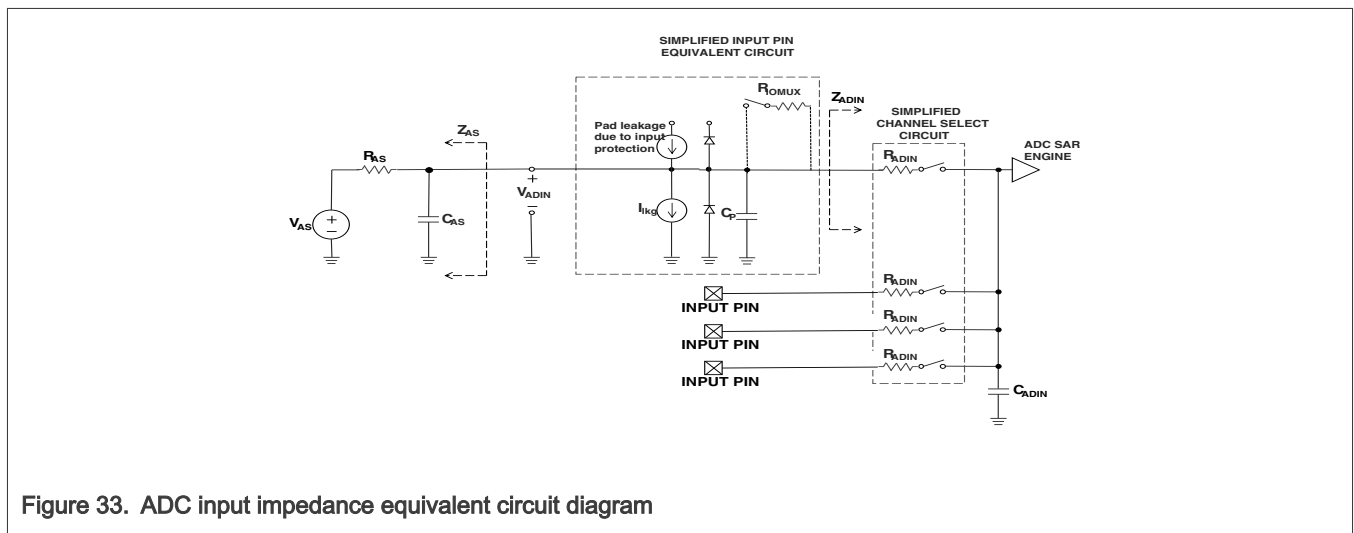 SIMPLIFIED INPUT PIN
EQUIVALENT CIRCUIT
RIOMUX
ZADIN
SIMPLIFIED
CHANNEL SELECT
CIRCUIT
Pad leakage
due to input
protection
ZAS
RAS
RADIN
ADC SAR
ENGINE
+
VADIN
–
Ilkg
CP
CAS
VAS
+
–
RADIN
INPUT PIN
RADIN
INPUT PIN
RADIN
INPUT PIN
CADIN
Figure 33. ADC input impedance equivalent circuit diagram